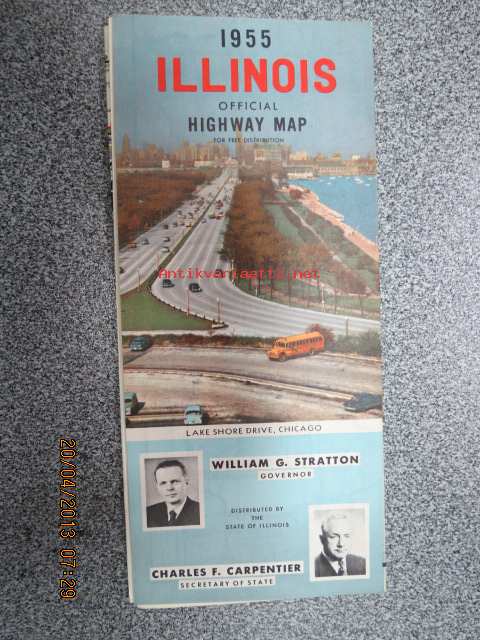 1955
ILLINOIS
OFFICIAL
HIGHWAY MAP
FOR FREE DISTRIBUTION
Antikvariaatti.net
LAKE SHORE DRIVE, CHICAGO
WILLIAM G. STRATTON
GOVERNOR
DISTRIBUTED BY
THE
STATE OF ILLINOIS
CHARLES F. CARPENTIER
SECRETARY OF STATE
20/04/2013 07:29